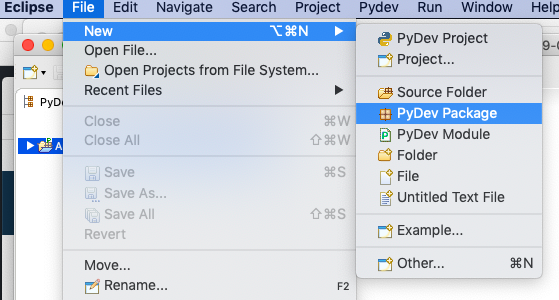 Eclipse File Edit Navigate Search Project Pydev Run Window Help
New ⌥⌘N ▶
Open File...
Open Projects from File System...
Recent Files ▶
Close ⌘W
Close All ⇧⌘W
Save ⌘S
Save As...
Save All ⇧⌘S
Revert
Move...
Rename... F2
PyDev Project
Project...
Source Folder
PyDev Package
PyDev Module
Folder
File
Untitled Text File
Example...
Other... ⌘N
PyDe
A